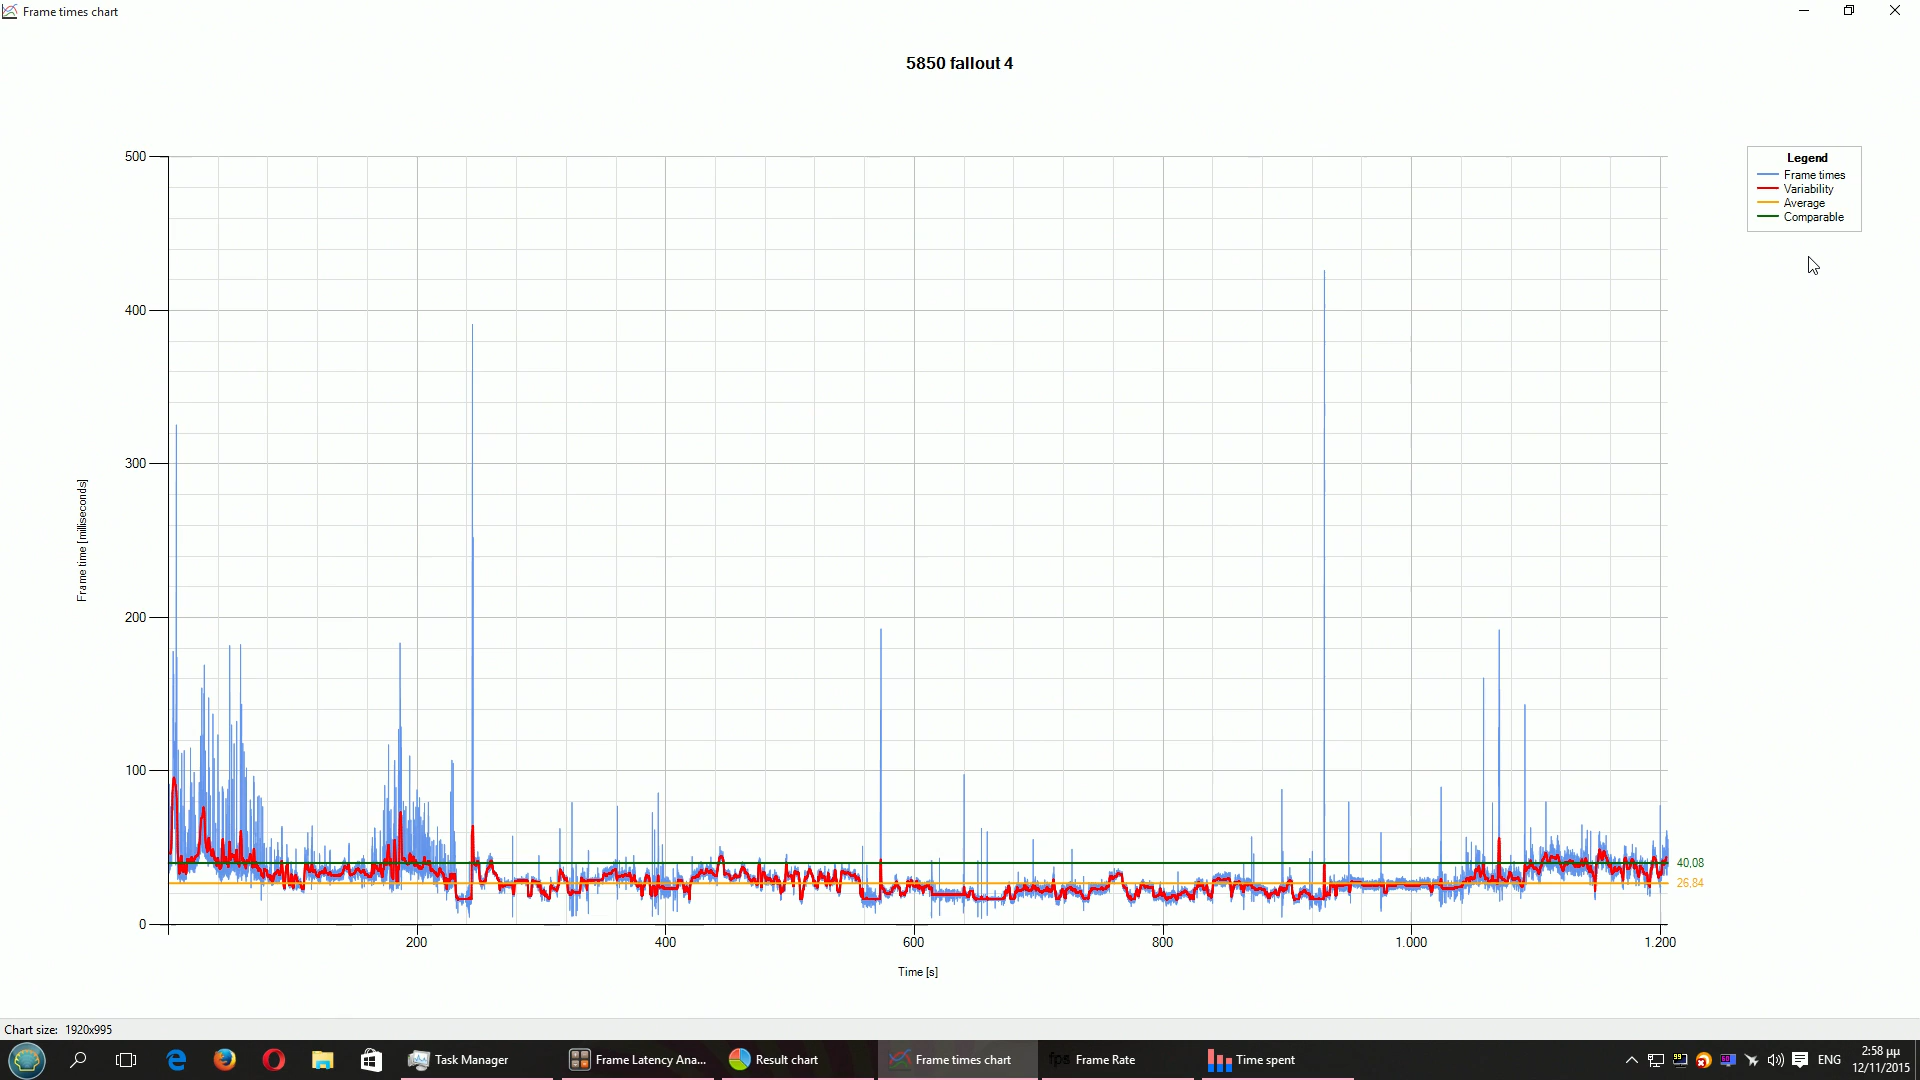 Frame times chart
5850 fallout 4
500
400
300
200
100
0
Frame time [milliseconds]
200
400
600
800
1.000
1.200
Time [s]
40,08
26,84
Legend
Frame times
Variability
Average
Comparable
Chart size: 1920x995
Task Manager
Frame Latency Ana...
Result chart
Frame times chart
fps Frame Rate
Time spent
99
60
ENG
2:58 μμ
12/11/2015